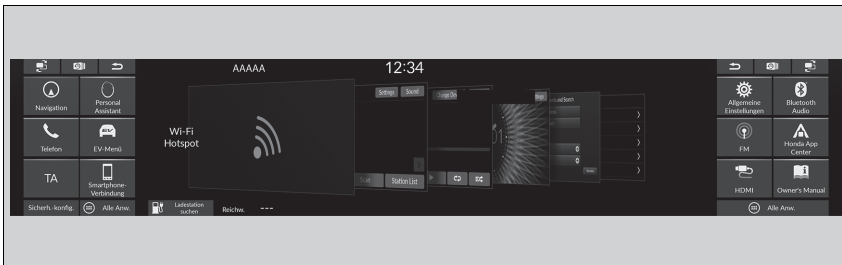 AAAAA
12:34
Navigation
Personal
Assistant
Telefon
EV
EV-Menü
TA
Smartphone-
Verbindung
Sicherh.-konfig.
Alle Anw.
Wi-Fi
Hotspot
Settings
Sound
Scan
Station List
Change
Ladestation
suchen
Reichw.
---
Allgemeine
Einstellungen
Bluetooth
Audio
FM
Honda App
Center
HDMI
Owner's Manual
Alle Anw.